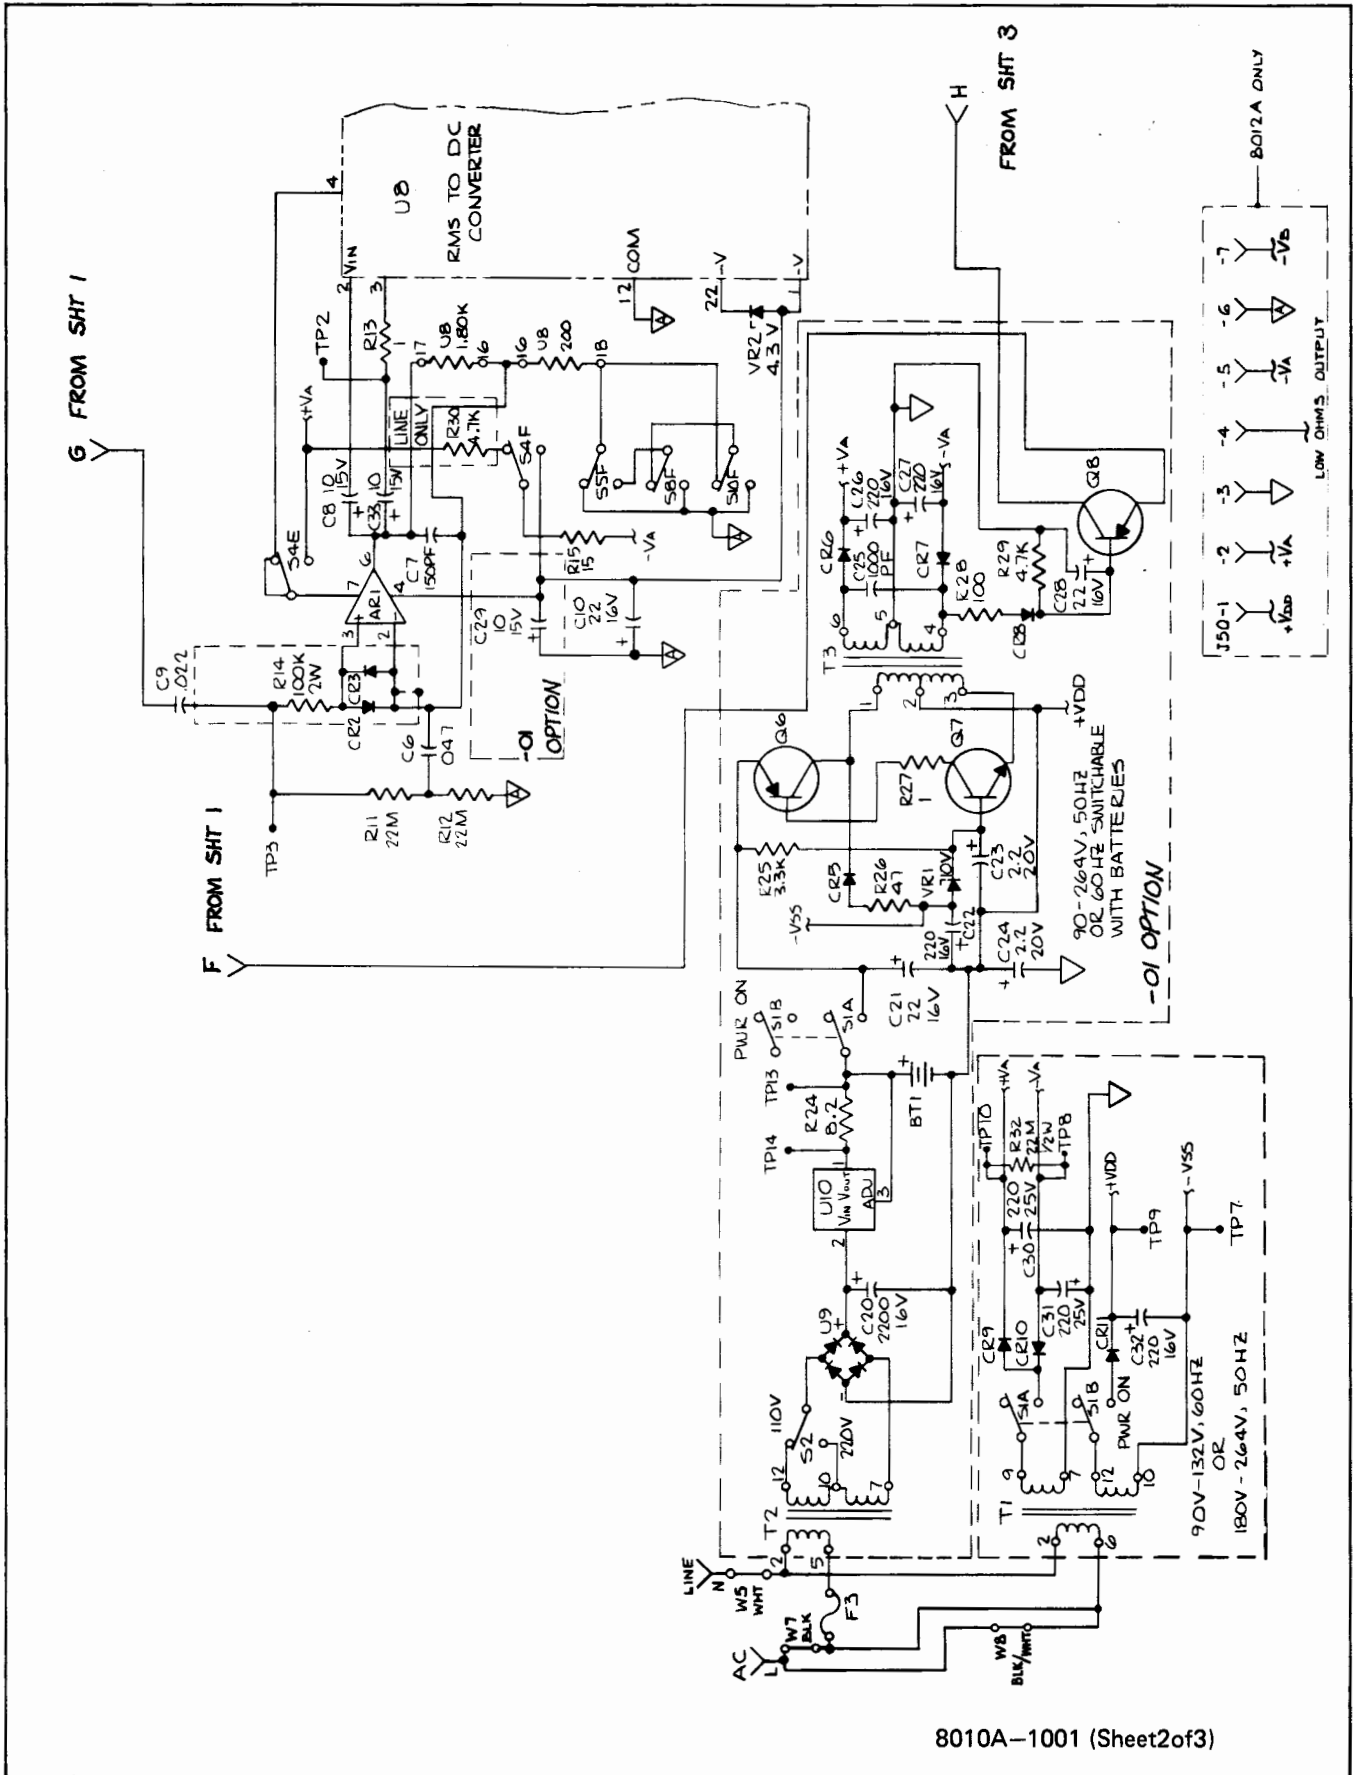 G FROM SHT 1
F FROM SHT 1
FROM SHT 3
H
8012A ONLY
U8
RMS TO DC
CONVERTER
4
2
VIN
3
12
COM
22
-V
1
-V
VR2
4.3 V
R13
1
TP2
17
U8
1.80K
16
16
U8
200
18
+VA
LINE
ONLY
R30
4.7K
S4F
S5F
S8F
S10F
C8 10
15V
C33 10
15V
S4E
C7
150PF
6
7
AR1
4
3
2
R15
15
-VA
C29
10
15V
C10
22
16V
-01
OPTION
C9
.022
R14
100K
2W
CR3
CR2
C6
.047
TP3
R11
22M
R12
22M
A
J50-1
-2
-3
-4
-5
-6
-7
+VDD
+VA
-VA
A
-VB
LOW OHMS OUTPUT
+VA
-VA
CR6
C26
220
16V
C25
1000
PF
C27
220
16V
CR7
R28
100
R29
4.7K
C28
22
16V
CR8
Q8
T3
6
5
4
1
2
3
Q6
Q7
R27
1
+VDD
R25
3.3K
CR5
R26
47
VR1
10V
C23
2.2
20V
-VSS
220
16V
C22
C24
2.2
20V
C21
22
16V
90-264V, 50HZ
OR 60HZ SWITCHABLE
WITH BATTERIES
-01 OPTION
PWR ON
S1B
S1A
TP13
R24
8.2
TP14
BT1
U10
VIN VOUT
ADJ
1
2
3
U9
+
-
C20
2200
16V
110V
S2
220V
12
10
7
T2
2
5
TP10
+VA
-VA
R32
22M
1/2W
TP8
220
25V
C30
CR9
CR10
C31
220
25V
+VDD
TP9
-VSS
TP7
CR11
C32
220
16V
S1A
S1B
PWR ON
9
7
12
10
T1
2
6
90V-132V, 60HZ
OR
180V-264V, 50HZ
LINE
N
W5
WHT
F3
W7
BLK
AC
L
W8
BLK/WHT
8010A-1001 (Sheet2of3)